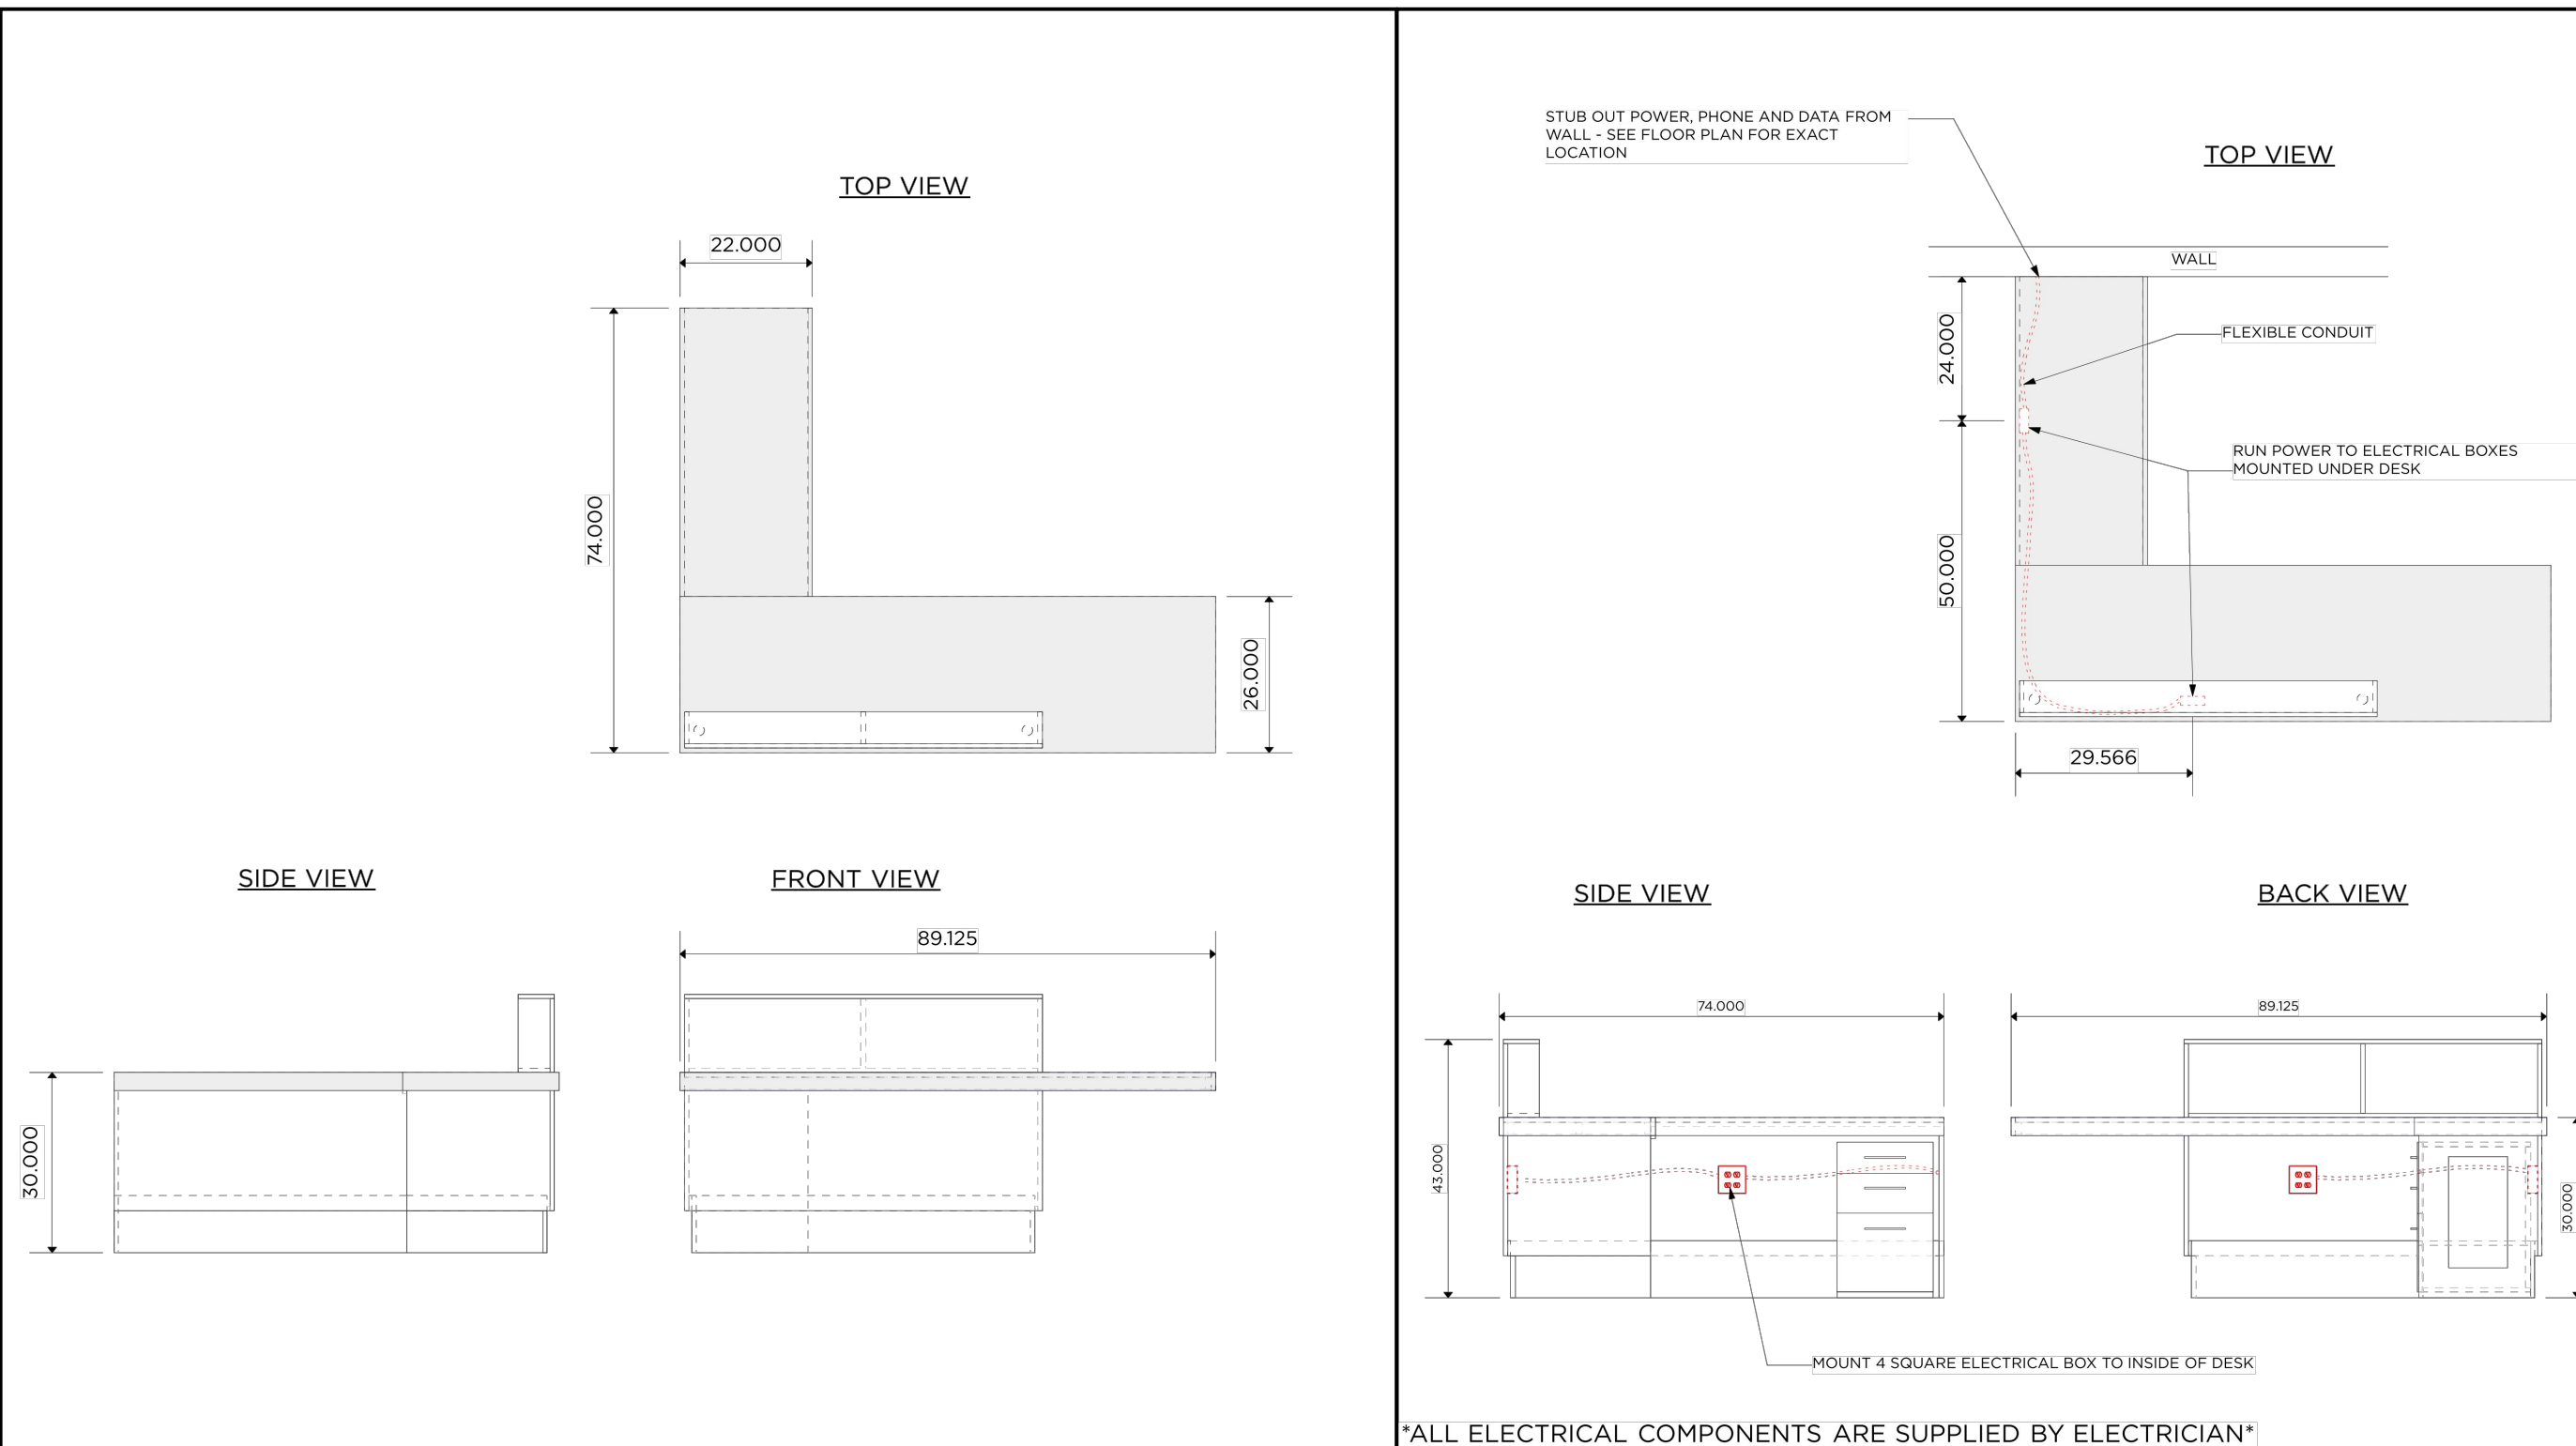 TOP VIEW
22.000
74.000
26.000
SIDE VIEW
FRONT VIEW
89.125
30.000
STUB OUT POWER, PHONE AND DATA FROM
WALL - SEE FLOOR PLAN FOR EXACT
LOCATION
TOP VIEW
WALL
24.000
FLEXIBLE CONDUIT
RUN POWER TO ELECTRICAL BOXES
MOUNTED UNDER DESK
50.000
29.566
SIDE VIEW
BACK VIEW
74.000
89.125
43.000
30.000
MOUNT 4 SQUARE ELECTRICAL BOX TO INSIDE OF DESK
*ALL ELECTRICAL COMPONENTS ARE SUPPLIED BY ELECTRICIAN*